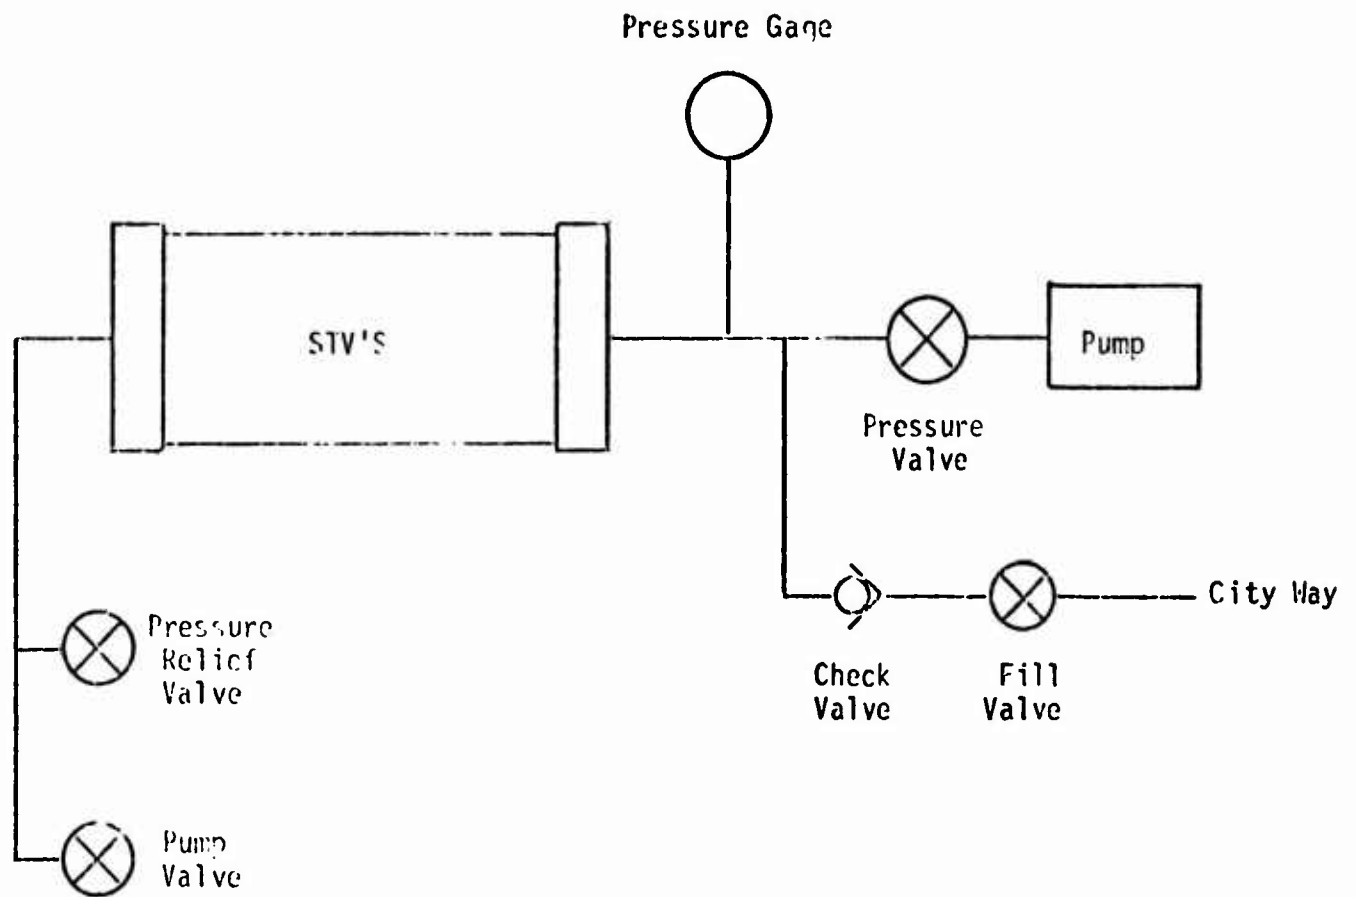 Pressure Gage
STV'S
Pump
Pressure
Valve
City Way
Check
Valve
Fill
Valve
Pressure
Relief
Valve
Pump
Valve